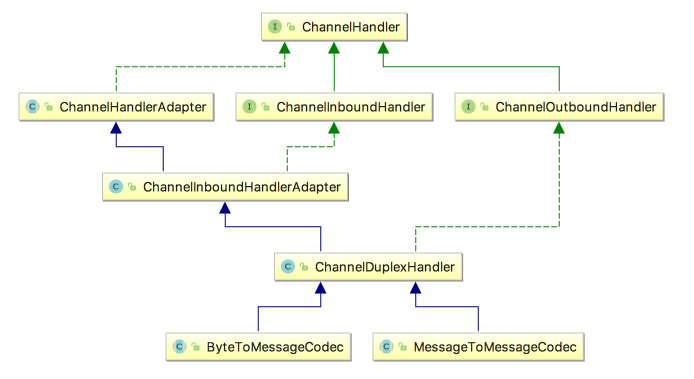 I ChannelHandler
C ChannelHandlerAdapter
I ChannelInboundHandler
I ChannelOutboundHandler
C ChannelInboundHandlerAdapter
C ChannelDuplexHandler
C ByteToMessageCodec
C MessageToMessageCodec